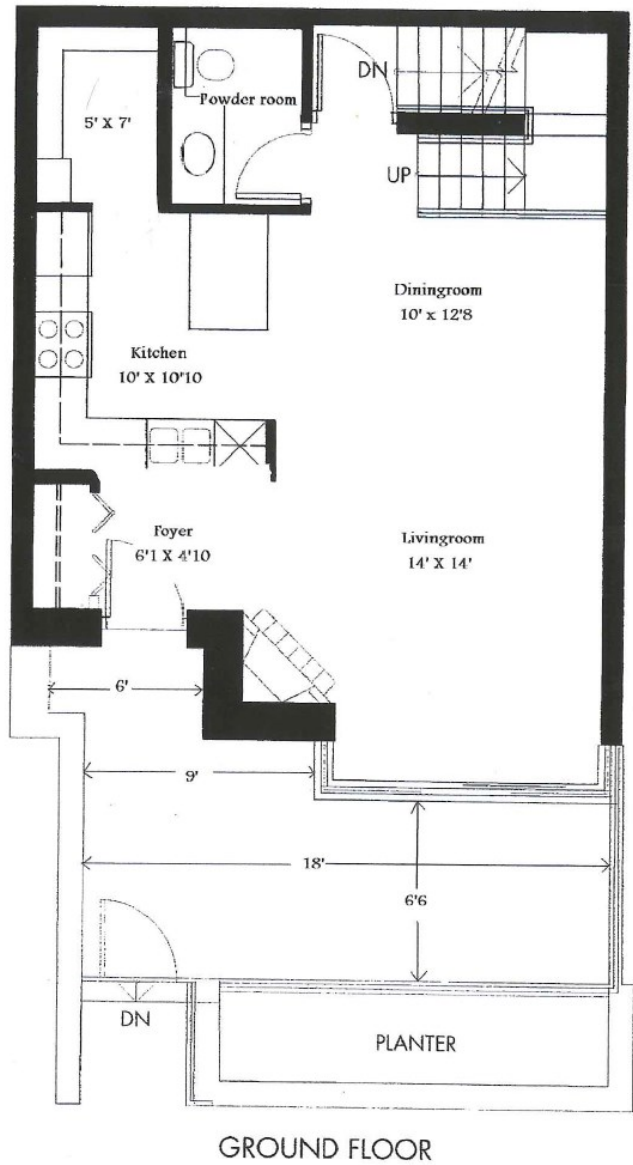 DN
Powder room
5' X 7'
UP
Diningroom
10' x 12'8
Kitchen
10' X 10'10
Foyer
6'1 X 4'10
Livingroom
14' X 14'
6'
9'
18'
6'6
DN
PLANTER
GROUND FLOOR